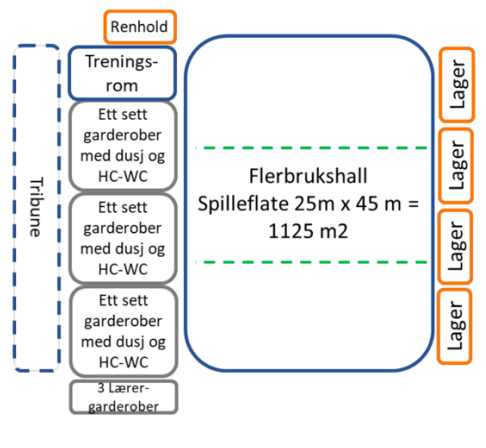 Renhold
Trenings-
rom
Ett sett
garderober
med dusj og
HC-WC
Ett sett
garderober
med dusj og
HC-WC
Ett sett
garderober
med dusj og
HC-WC
3 Lærer-
garderober
Tribune
Flerbrukshall
Spilleflate 25m x 45 m =
1125 m2
Lager
Lager
Lager
Lager